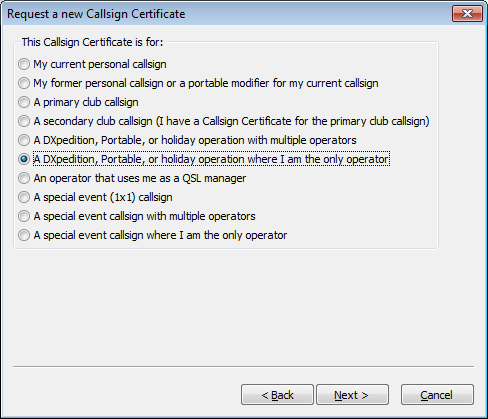 Request a new Callsign Certificate
This Callsign Certificate is for:
My current personal callsign
My former personal callsign or a portable modifier for my current callsign
A primary club callsign
A secondary club callsign (I have a Callsign Certificate for the primary club callsign)
A DXpedition, Portable, or holiday operation with multiple operators
A DXpedition, Portable, or holiday operation where I am the only operator
An operator that uses me as a QSL manager
A special event (1x1) callsign
A special event callsign with multiple operators
A special event callsign where I am the only operator
< Back Next > Cancel